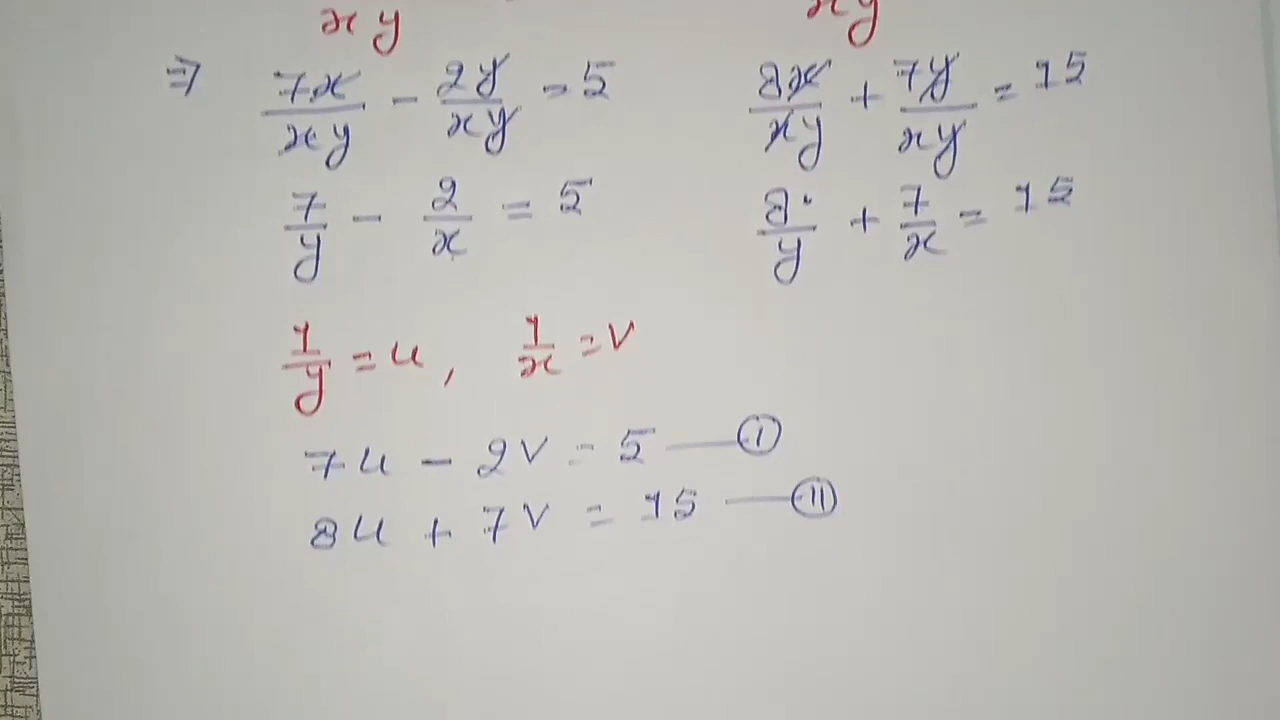 xy xy
⇒ 7x/xy - 2y/xy = 5 8x/xy + 7y/xy = 15
7/y - 2/x = 5 8/y + 7/x = 15
1/y = u, 1/x = v
7u - 2v = 5 — (I)
8u + 7v = 15 — (II)